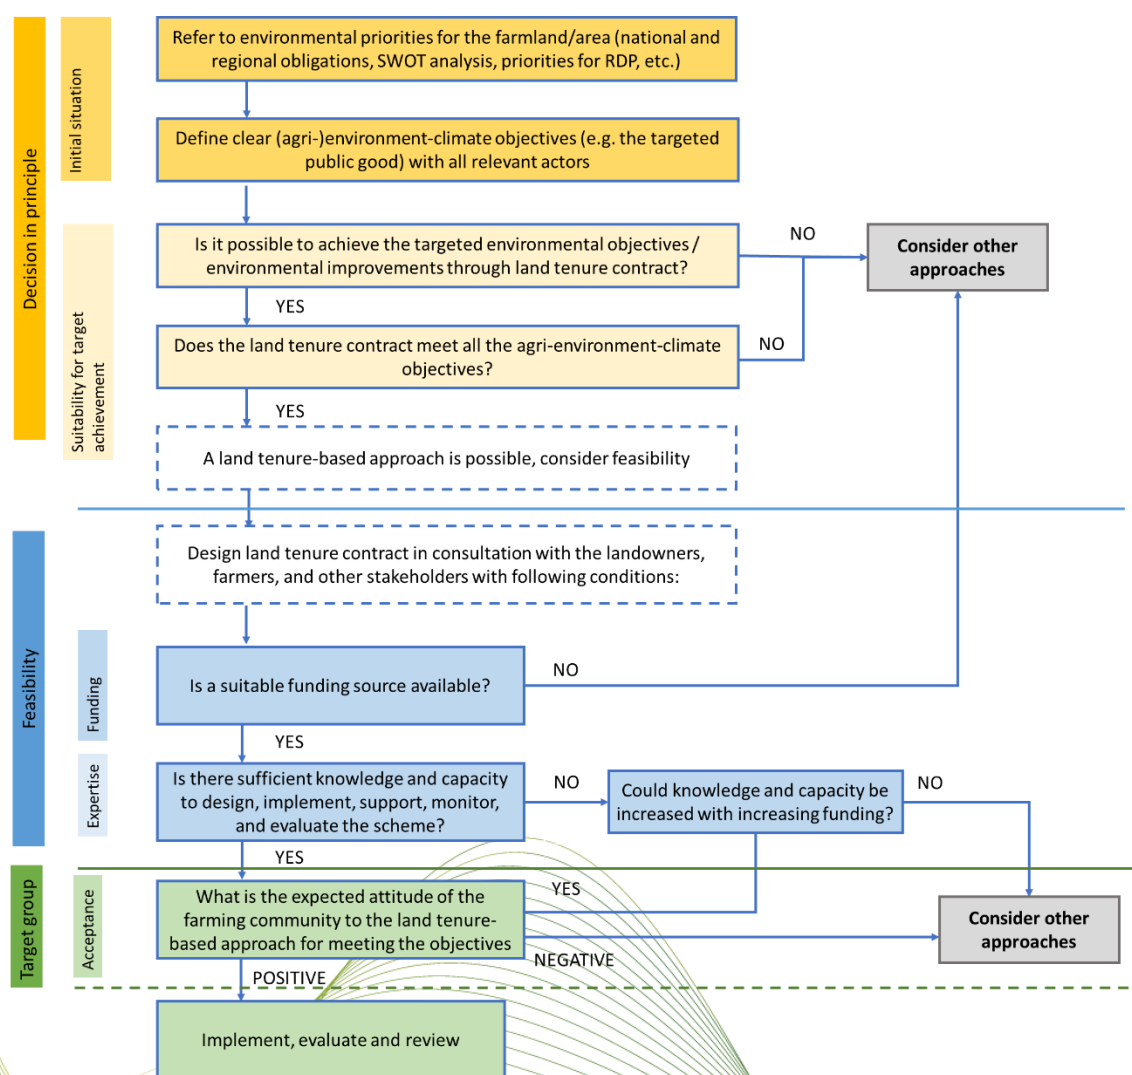 Decision in principle
Initial situation
Refer to environmental priorities for the farmland/area (national and
regional obligations, SWOT analysis, priorities for RDP, etc.)
Define clear (agri-)environment-climate objectives (e.g. the targeted
public good) with all relevant actors
Suitability for target
achievement
Is it possible to achieve the targeted environmental objectives /
environmental improvements through land tenure contract?
NO
Consider other
approaches
YES
Does the land tenure contract meet all the agri-environment-climate
objectives?
NO
YES
A land tenure-based approach is possible, consider feasibility
Feasibility
Design land tenure contract in consultation with the landowners,
farmers, and other stakeholders with following conditions:
Funding
Is a suitable funding source available?
NO
YES
Expertise
Is there sufficient knowledge and capacity
to design, implement, support, monitor,
and evaluate the scheme?
NO
Could knowledge and capacity be
increased with increasing funding?
NO
YES
Target group
Acceptance
What is the expected attitude of the
farming community to the land tenure-
based approach for meeting the objectives
YES
Consider other
approaches
NEGATIVE
POSITIVE
Implement, evaluate and review